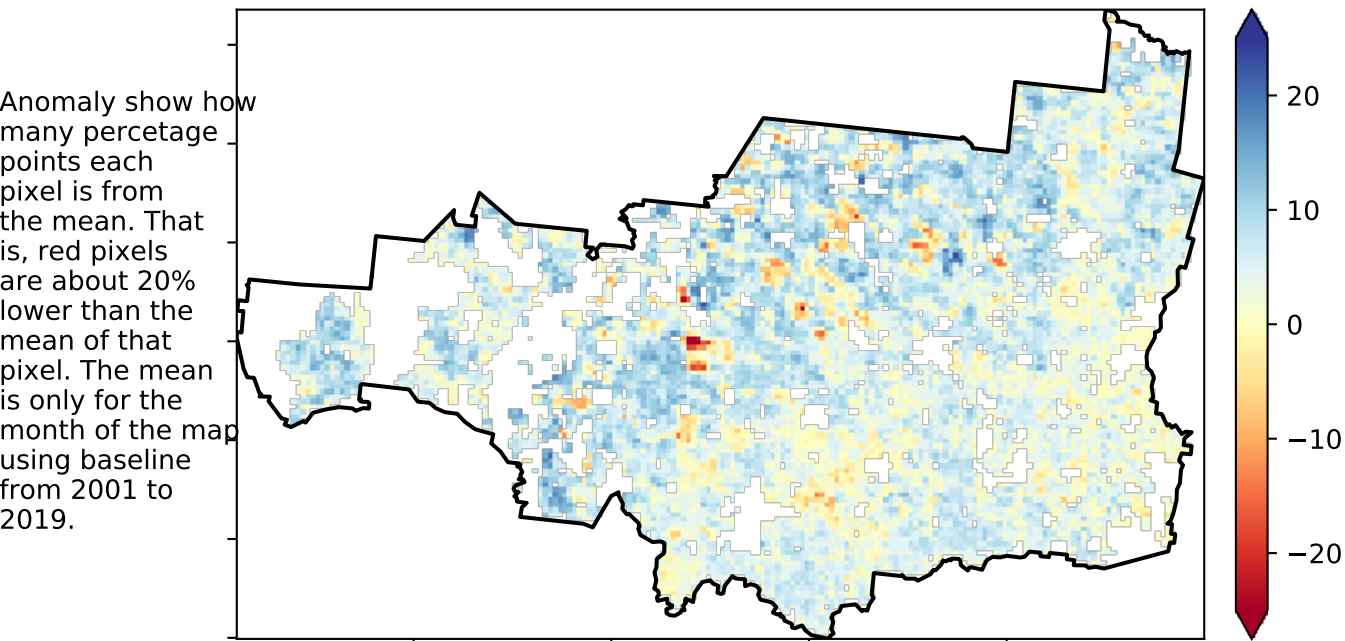 Anomaly show how
many percetage
points each
pixel is from
the mean. That
is, red pixels
are about 20%
lower than the
mean of that
pixel. The mean
is only for the
month of the map
using baseline
from 2001 to
2019.
20
10
0
−10
−20